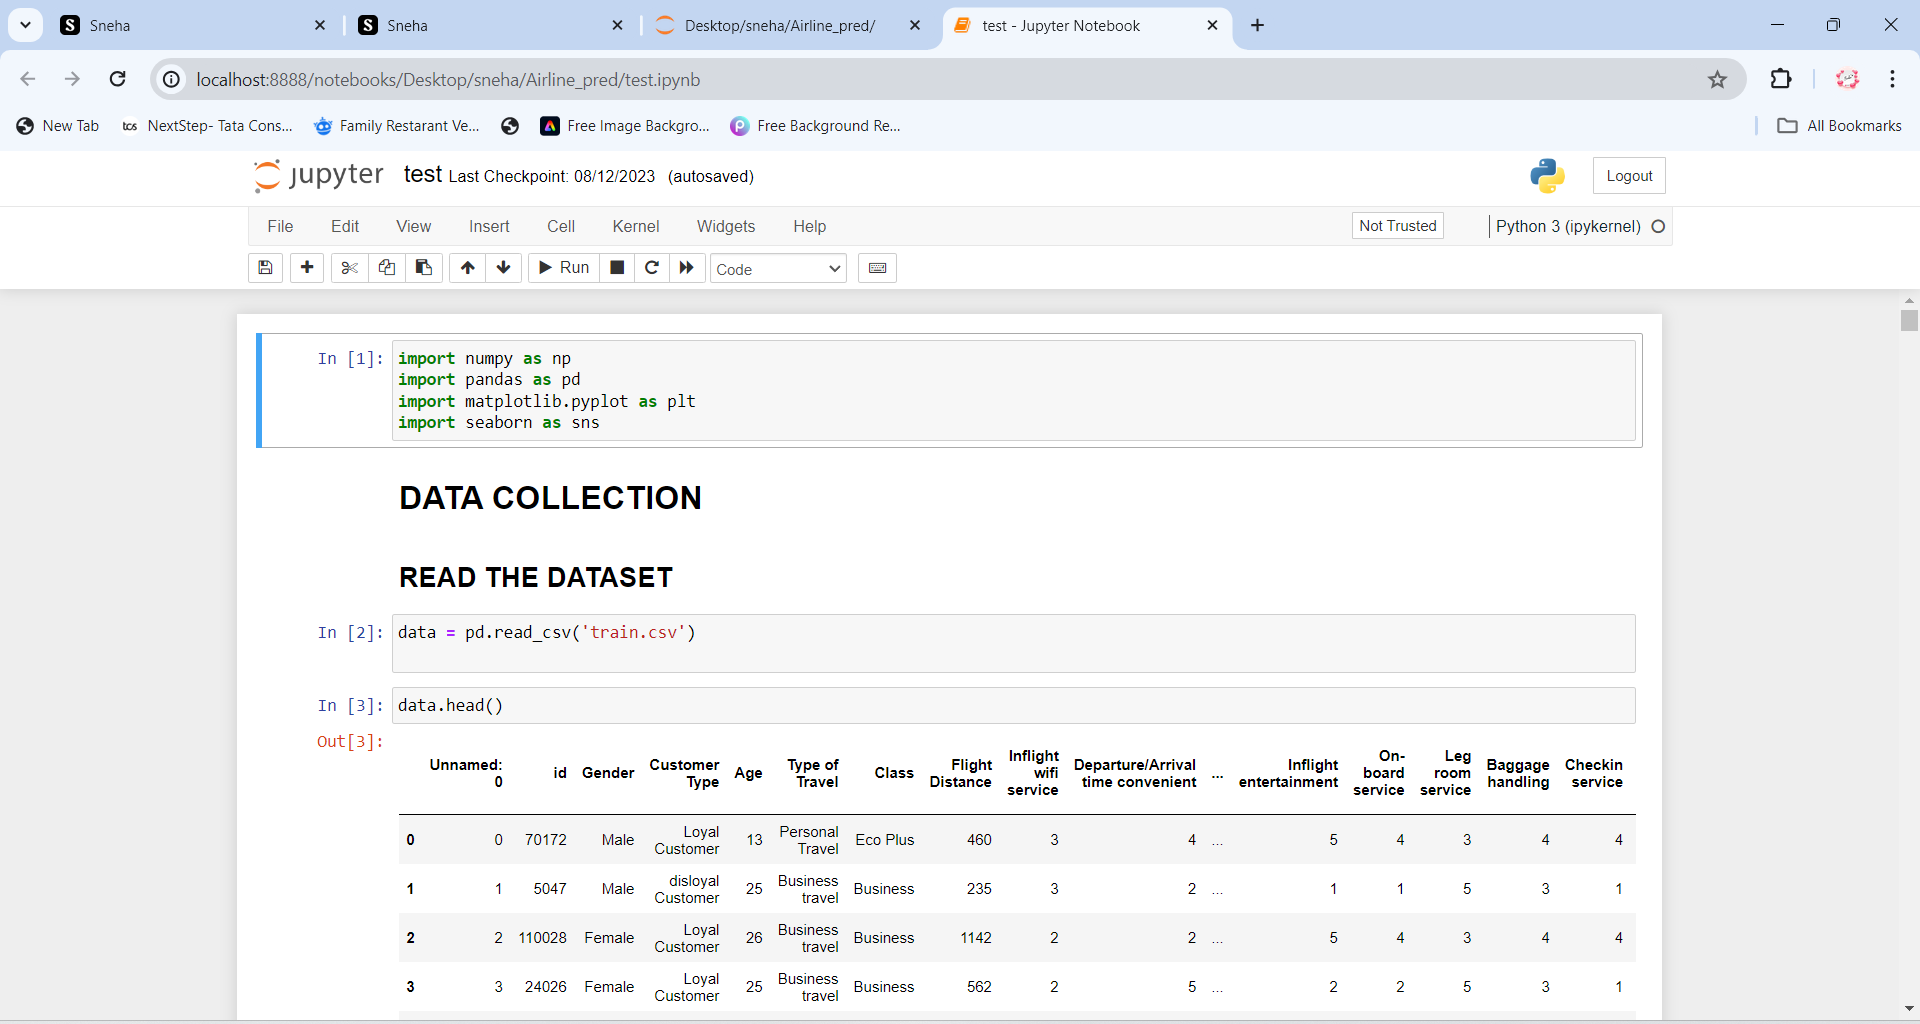 Sneha
Sneha
Desktop/sneha/Airline_pred/
test - Jupyter Notebook
localhost:8888/notebooks/Desktop/sneha/Airline_pred/test.ipynb
New Tab
tcs NextStep- Tata Cons...
Family Restarant Ve...
Free Image Backgro...
Free Background Re...
All Bookmarks
jupyter test Last Checkpoint: 08/12/2023 (autosaved)
Logout
File Edit View Insert Cell Kernel Widgets Help
Not Trusted
Python 3 (ipykernel)
Run
Code
In [1]: import numpy as np
import pandas as pd
import matplotlib.pyplot as plt
import seaborn as sns
DATA COLLECTION
READ THE DATASET
In [2]: data = pd.read_csv('train.csv')
In [3]: data.head()
Out[3]:
Unnamed: 0 id Gender Customer Type Age Type of Travel Class Flight Distance Inflight wifi service Departure/Arrival time convenient ... Inflight entertainment On-board service Leg room service Baggage handling Checkin service
0 0 70172 Male Loyal Customer 13 Personal Travel Eco Plus 460 3 4 ... 5 4 3 4 4
1 1 5047 Male disloyal Customer 25 Business travel Business 235 3 2 ... 1 1 5 3 1
2 2 110028 Female Loyal Customer 26 Business travel Business 1142 2 2 ... 5 4 3 4 4
3 3 24026 Female Loyal Customer 25 Business travel Business 562 2 5 ... 2 2 5 3 1